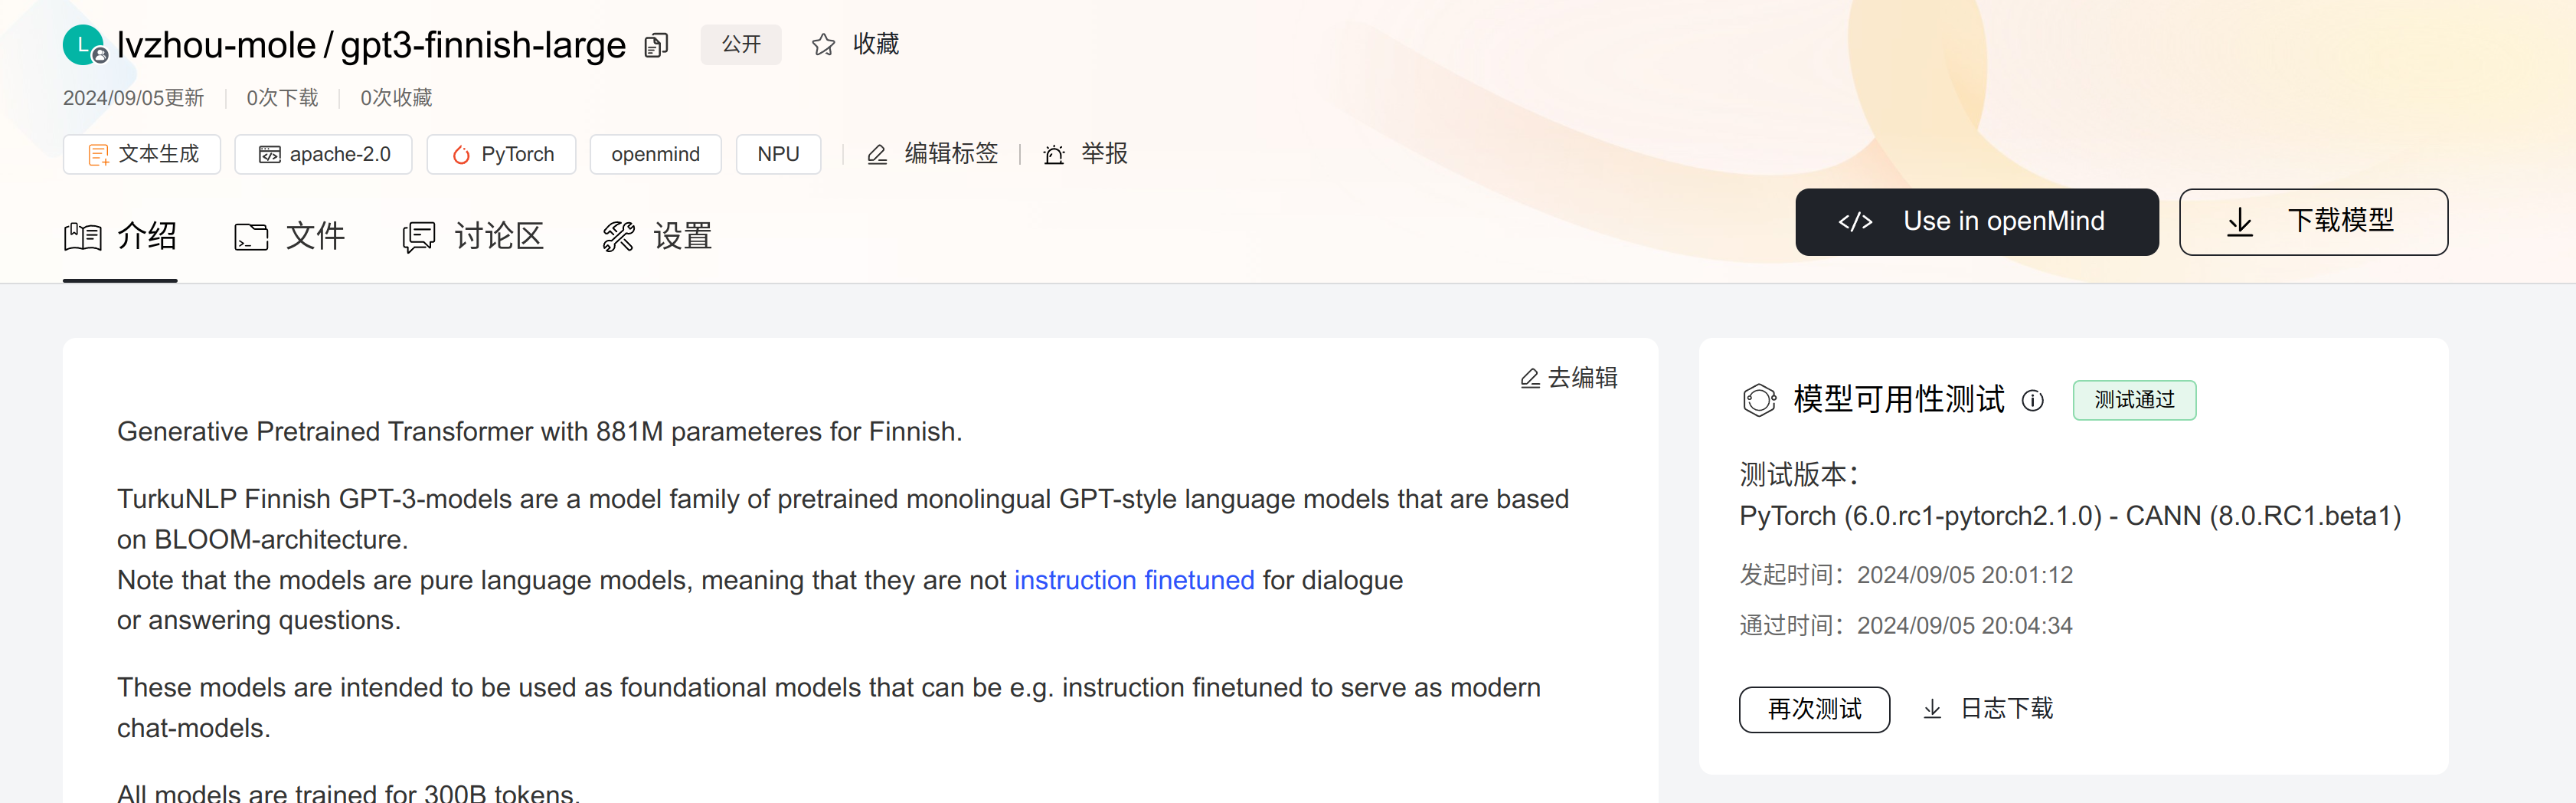 L lvzhou-mole / gpt3-finnish-large 公开 收藏
2024/09/05更新 0次下载 0次收藏
文本生成 apache-2.0 PyTorch openmind NPU 编辑标签 举报
介绍 文件 讨论区 设置
</> Use in openMind 下载模型
去编辑
Generative Pretrained Transformer with 881M parameteres for Finnish.
TurkuNLP Finnish GPT-3-models are a model family of pretrained monolingual GPT-style language models that are based
on BLOOM-architecture.
Note that the models are pure language models, meaning that they are not instruction finetuned for dialogue
or answering questions.
These models are intended to be used as foundational models that can be e.g. instruction finetuned to serve as modern
chat-models.
All models are trained for 300B tokens.
模型可用性测试 测试通过
测试版本：
PyTorch (6.0.rc1-pytorch2.1.0) - CANN (8.0.RC1.beta1)
发起时间：2024/09/05 20:01:12
通过时间：2024/09/05 20:04:34
再次测试 日志下载